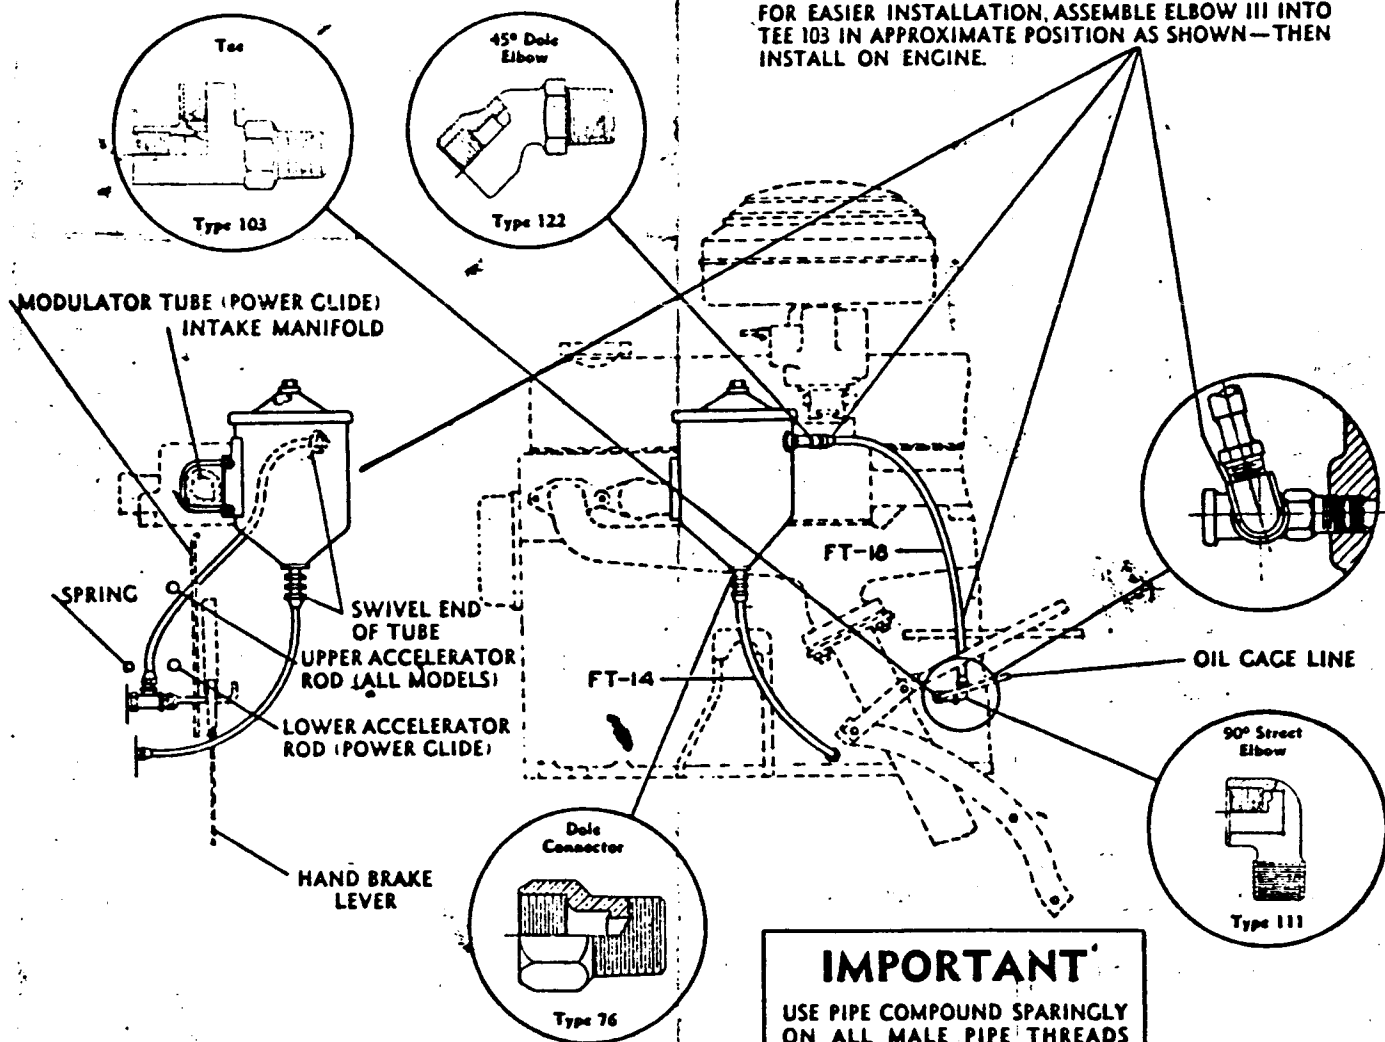 FOR EASIER INSTALLATION, ASSEMBLE ELBOW 111 INTO
TEE 103 IN APPROXIMATE POSITION AS SHOWN—THEN
INSTALL ON ENGINE.
Tee
Type 103
45° Dole
Elbow
Type 122
MODULATOR TUBE (POWER GLIDE)
INTAKE MANIFOLD
SPRING
SWIVEL END
OF TUBE
UPPER ACCELERATOR
ROD (ALL MODELS)
LOWER ACCELERATOR
ROD (POWER GLIDE)
HAND BRAKE
LEVER
FT-18
FT-14
OIL GAGE LINE
90° Street
Elbow
Type 111
Dole
Connector
Type 76
IMPORTANT
USE PIPE COMPOUND SPARINGLY
ON ALL MALE PIPE THREADS